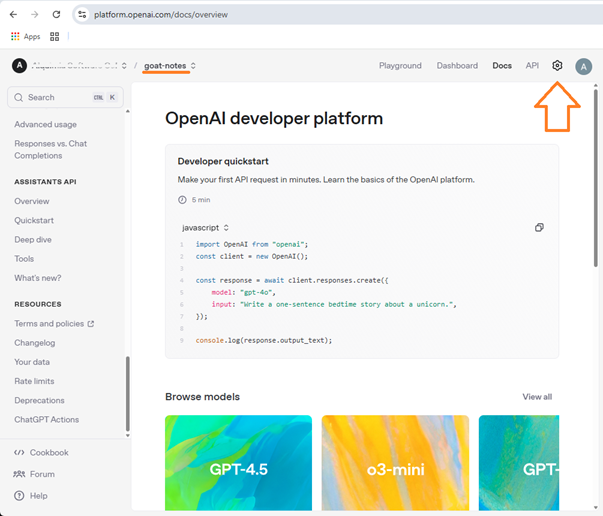 platform.openai.com/docs/overview
Apps
A
/ goat-notes
Playground Dashboard Docs API
A
Search CTRL K
Advanced usage
Responses vs. Chat
Completions
ASSISTANTS API
Overview
Quickstart
Deep dive
Tools
What's new?
RESOURCES
Terms and policies
Changelog
Your data
Rate limits
Deprecations
ChatGPT Actions
Cookbook
Forum
Help
OpenAI developer platform
Developer quickstart
Make your first API request in minutes. Learn the basics of the OpenAI platform.
5 min
javascript
1 import OpenAI from "openai";
2 const client = new OpenAI();
3
4 const response = await client.responses.create({
5 model: "gpt-4o",
6 input: "Write a one-sentence bedtime story about a unicorn.",
7 });
8
9 console.log(response.output_text);
Browse models
View all
GPT-4.5
o3-mini
GPT-